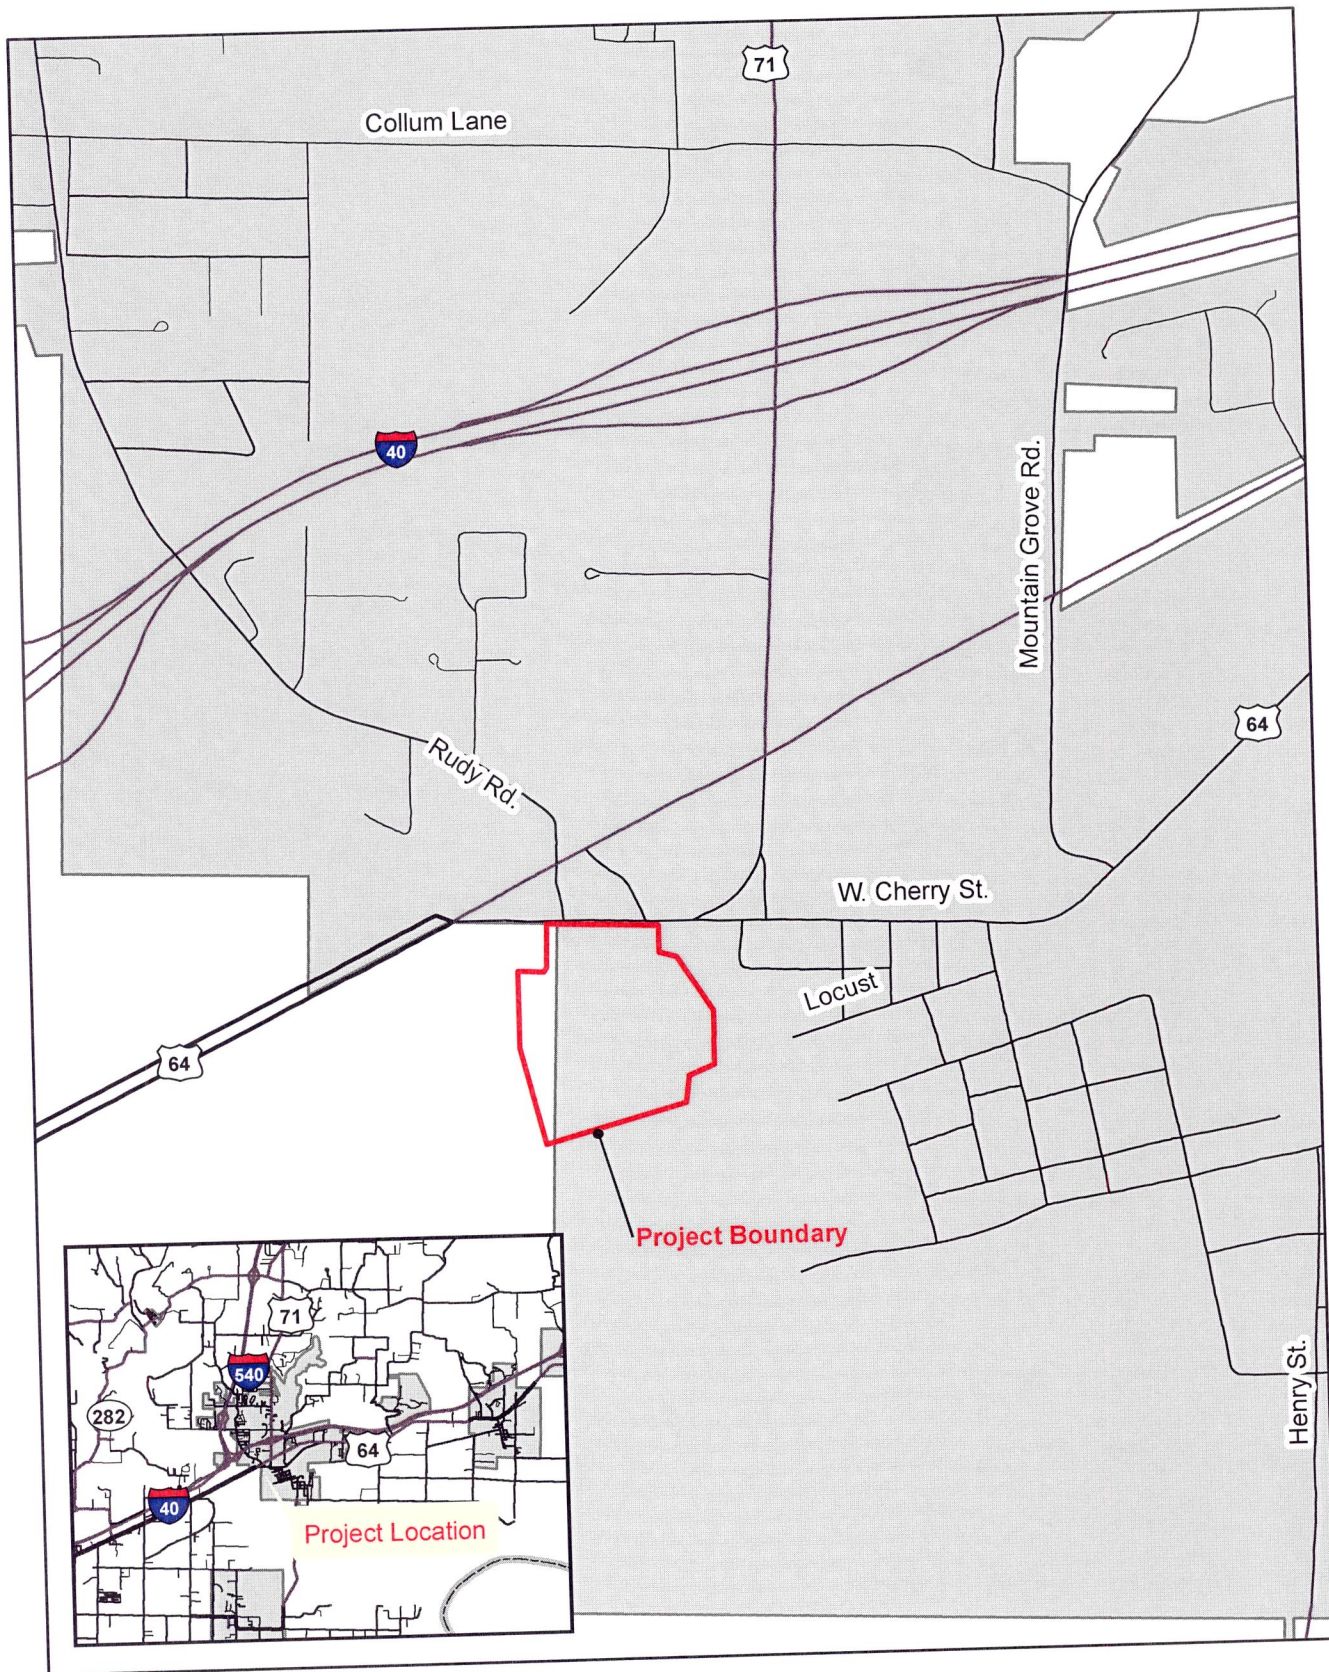 71
Collum Lane
40
Mountain Grove Rd.
64
Rudy Rd.
W. Cherry St.
Locust
64
Project Boundary
71
540
282
64
40
Project Location
Henry St.